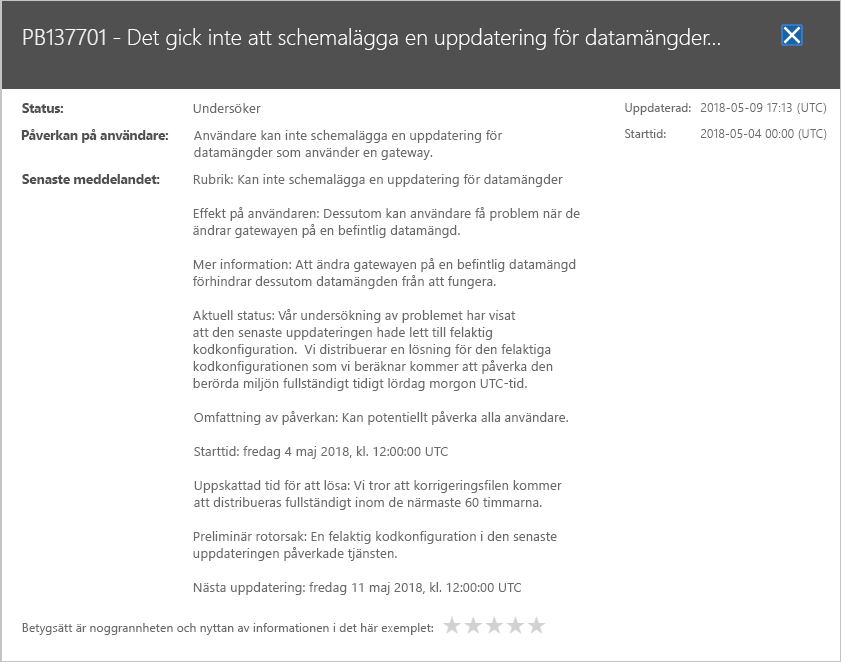 PB137701 - Det gick inte att schemalägga en uppdatering för datamängder...
Status: Undersöker
Uppdaterad: 2018-05-09 17:13 (UTC)
Påverkan på användare: Användare kan inte schemalägga en uppdatering för
datamängder som använder en gateway.
Starttid: 2018-05-04 00:00 (UTC)
Senaste meddelandet: Rubrik: Kan inte schemalägga en uppdatering för datamängder
Effekt på användaren: Dessutom kan användare få problem när de
ändrar gatewayen på en befintlig datamängd.
Mer information: Att ändra gatewayen på en befintlig datamängd
förhindrar dessutom datamängden från att fungera.
Aktuell status: Vår undersökning av problemet har visat
att den senaste uppdateringen hade lett till felaktig
kodkonfiguration. Vi distribuerar en lösning för den felaktiga
kodkonfigurationen som vi beräknar kommer att påverka den
berörda miljön fullständigt tidigt lördag morgon UTC-tid.
Omfattning av påverkan: Kan potentiellt påverka alla användare.
Starttid: fredag 4 maj 2018, kl. 12:00:00 UTC
Uppskattad tid för att lösa: Vi tror att korrigeringsfilen kommer
att distribueras fullständigt inom de närmaste 60 timmarna.
Preliminär rotorsak: En felaktig kodkonfiguration i den senaste
uppdateringen påverkade tjänsten.
Nästa uppdatering: fredag 11 maj 2018, kl. 12:00:00 UTC
Betygsätt är noggrannheten och nyttan av informationen i det här exemplet: